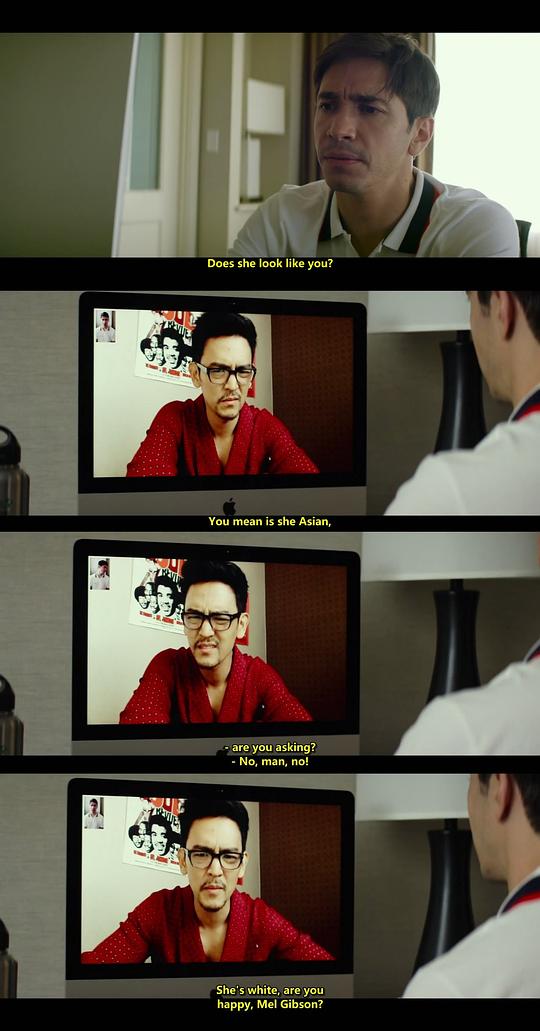 Does she look like you?
You mean is she Asian,
- are you asking?
- No, man, no!
She's white, are you
happy, Mel Gibson?